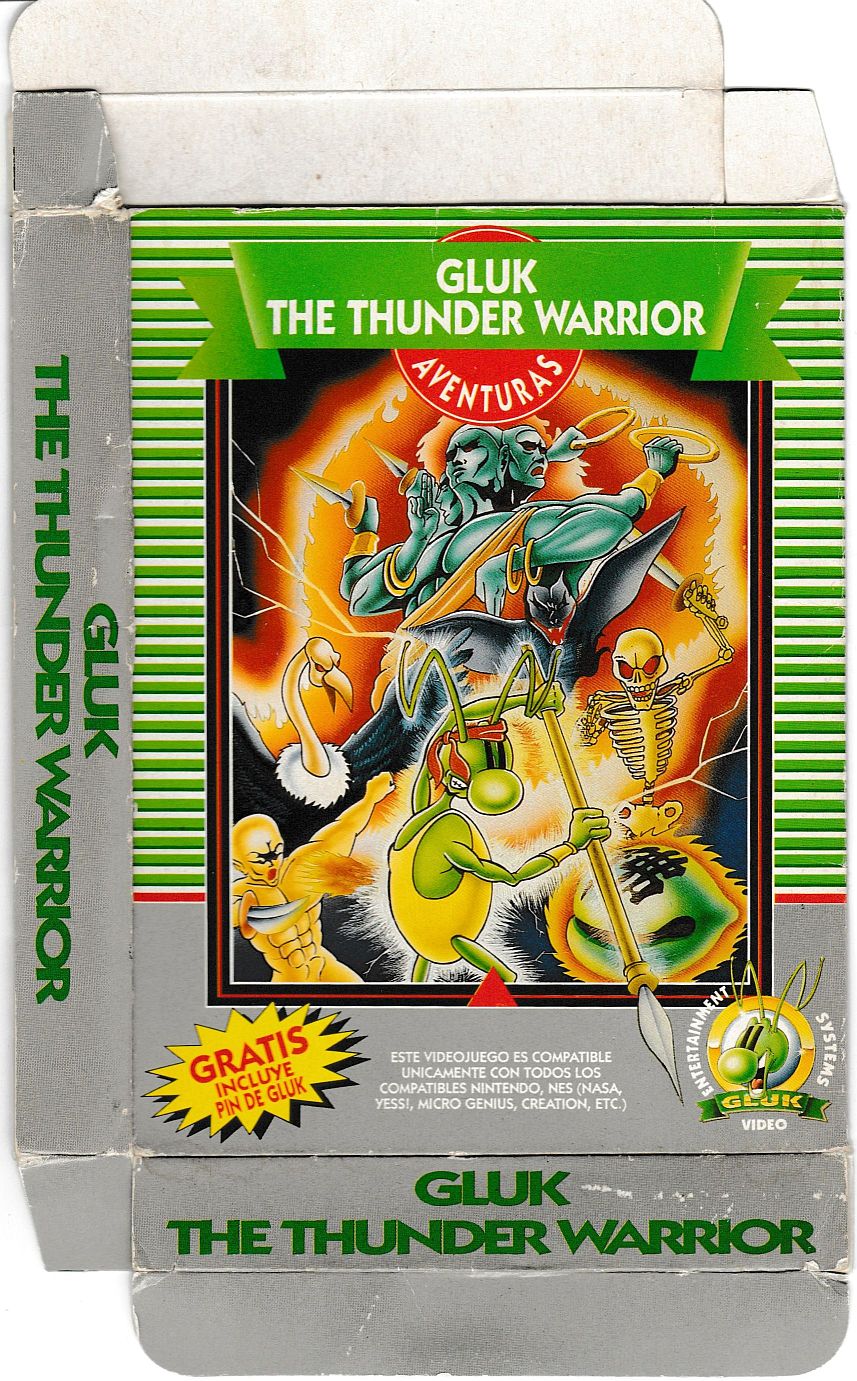 GLUK
THE THUNDER WARRIOR
AVENTURAS
GLUK
THE THUNDER WARRIOR
佛
GRATIS
INCLUYE
PIN DE GLUK
ESTE VIDEOJUEGO ES COMPATIBLE
UNICAMENTE CON TODOS LOS
COMPATIBLES NINTENDO, NES (NASA,
YESS!, MICRO GENIUS, CREATION, ETC.)
ENTERTAINMENT
SYSTEMS
GLUK
VIDEO
GLUK
THE THUNDER WARRIOR